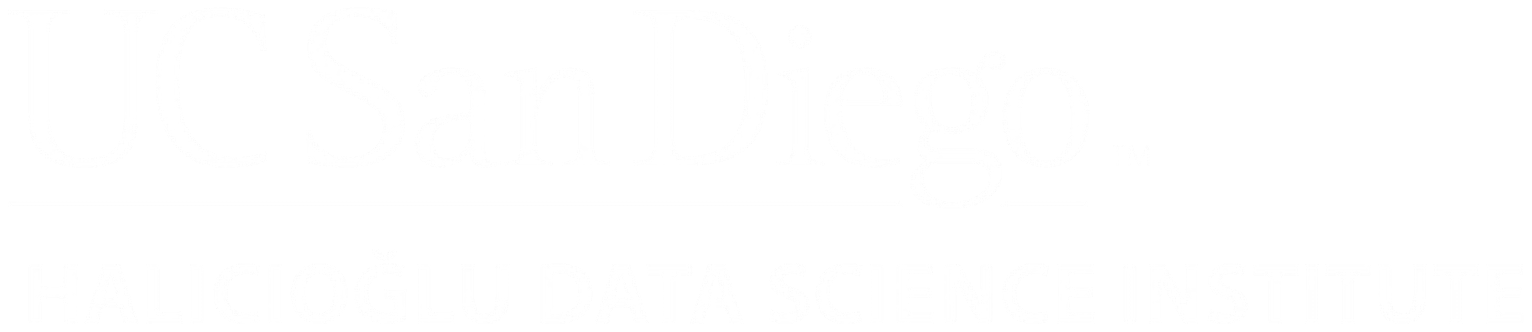 UC San Diego
HALICIOĞLU DATA SCIENCE INSTITUTE